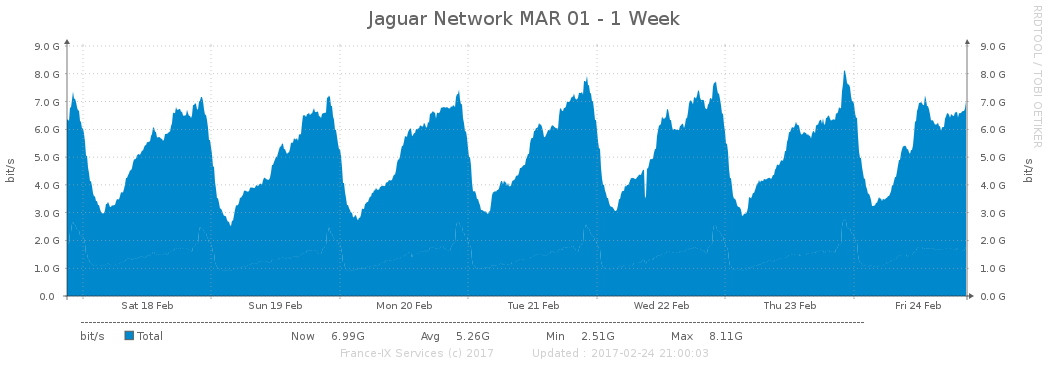 Jaguar Network MAR 01 - 1 Week
RRDTOOL / TOBI OETIKER
bit/s
9.0 G 9.0 G
8.0 G 8.0 G
7.0 G 7.0 G
6.0 G 6.0 G
5.0 G 5.0 G
4.0 G 4.0 G
3.0 G 3.0 G
2.0 G 2.0 G
1.0 G 1.0 G
0.0 0.0 G
bit/s
Sat 18 Feb Sun 19 Feb Mon 20 Feb Tue 21 Feb Wed 22 Feb Thu 23 Feb Fri 24 Feb
bit/s Total Now 6.99G Avg 5.26G Min 2.51G Max 8.11G
France-IX Services (c) 2017 Updated : 2017-02-24 21:00:03